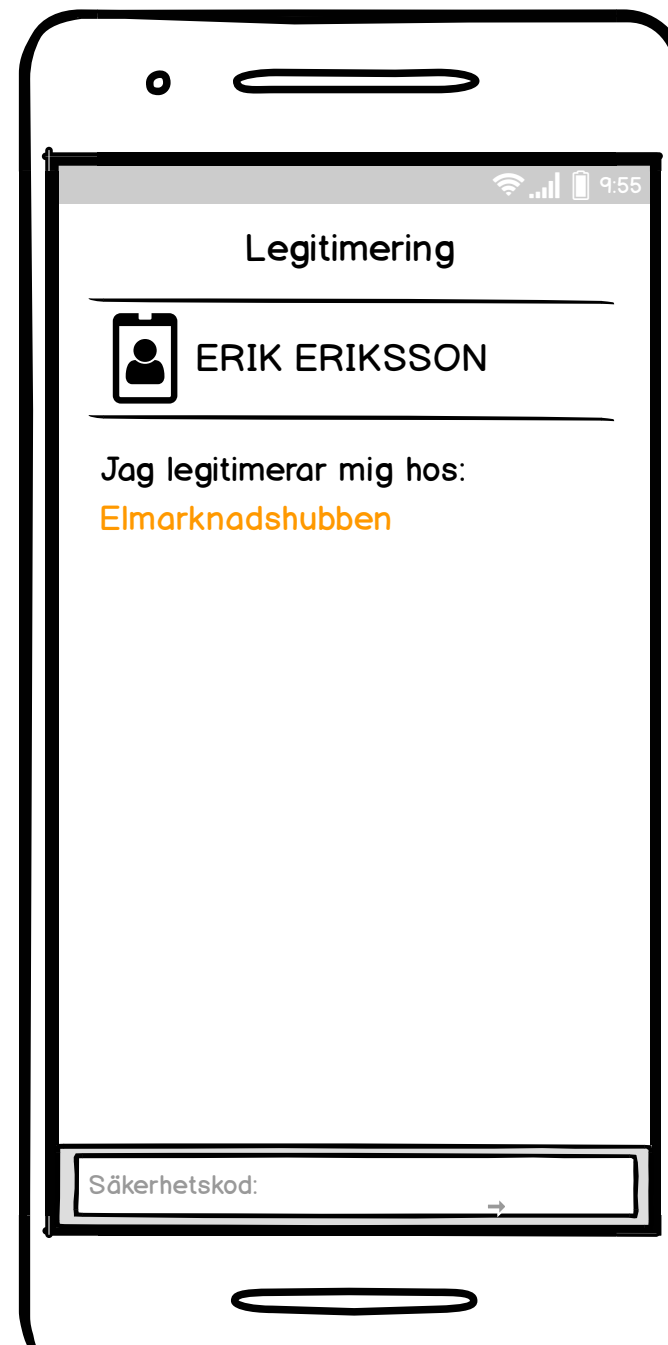 9:55
Legitimering
ERIK ERIKSSON
Jag legitimerar mig hos:
Elmarknadshubben
Säkerhetskod: